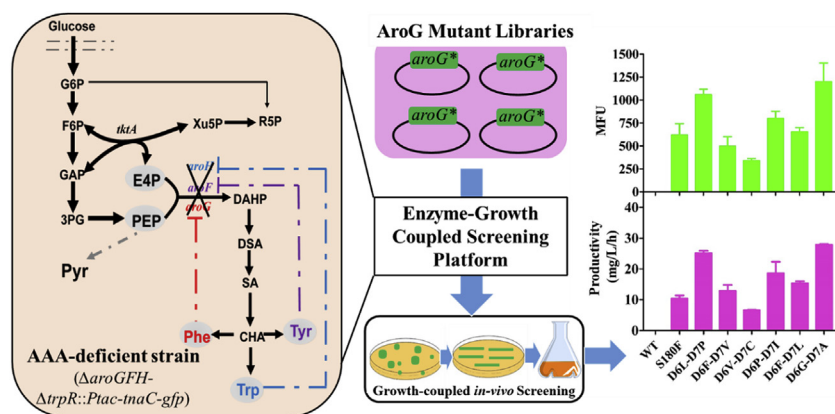 Glucose
G6P
F6P
tktA
Xu5P
R5P
GAP
E4P
aroH
aroF
aroG
DAHP
3PG
PEP
DSA
Pyr
SA
Phe
CHA
Tyr
Trp
AAA-deficient strain
(ΔaroGFH-
ΔtrpR::Ptac-tnaC-gfp)
AroG Mutant Libraries
aroG*
aroG*
aroG*
aroG*
Enzyme-Growth
Coupled Screening
Platform
Growth-coupled in-vivo Screening
MFU
1500
1250
1000
750
500
250
0
Productivity
(mg/L/h)
40
30
20
10
0
WT
S180F
D6L-D7P
D6F-D7V
D6V-D7C
D6P-D7I
D6F-D7L
D6G-D7A